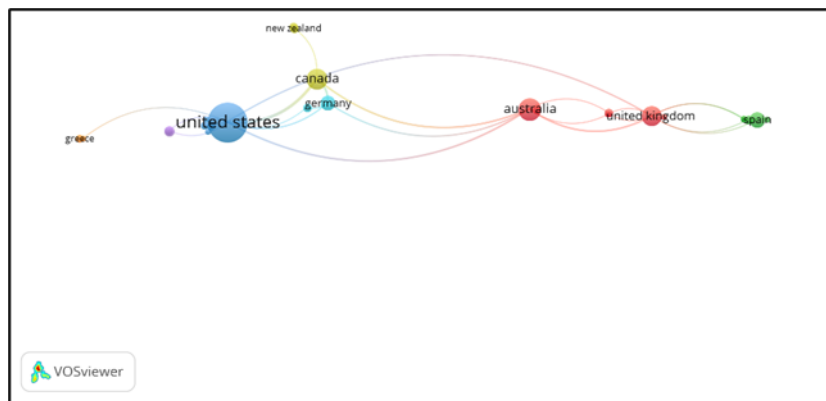 new zealand
canada
germany
australia
united kingdom
spain
united states
greece
VOSviewer